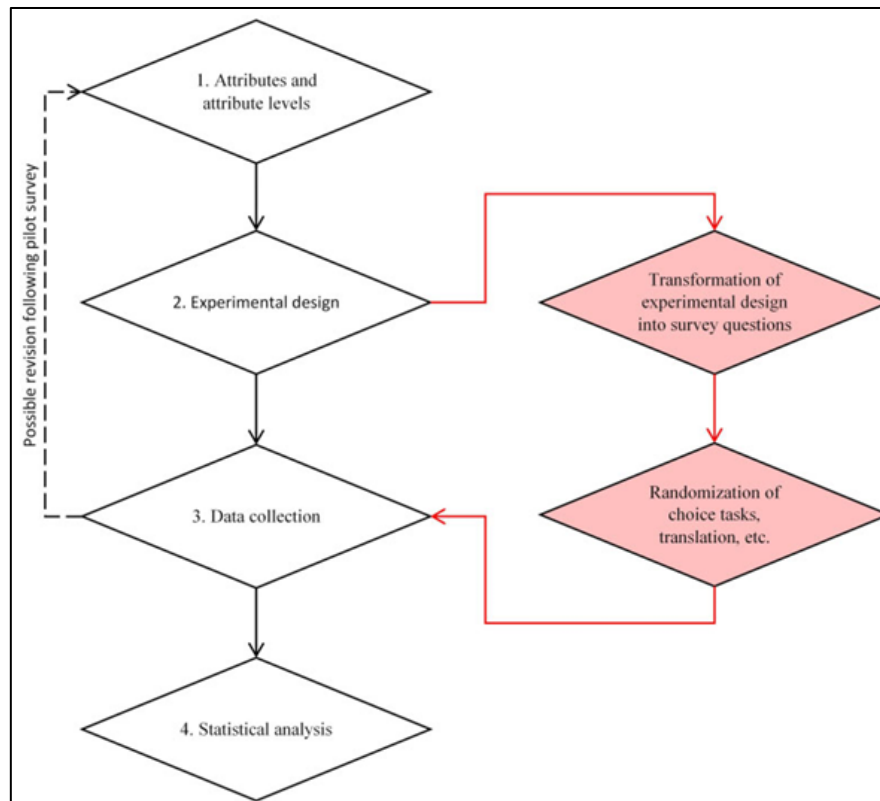 1. Attributes and
attribute levels
Possible revision following pilot survey
2. Experimental design
Transformation of
experimental design
into survey questions
3. Data collection
Randomization of
choice tasks,
translation, etc.
4. Statistical analysis